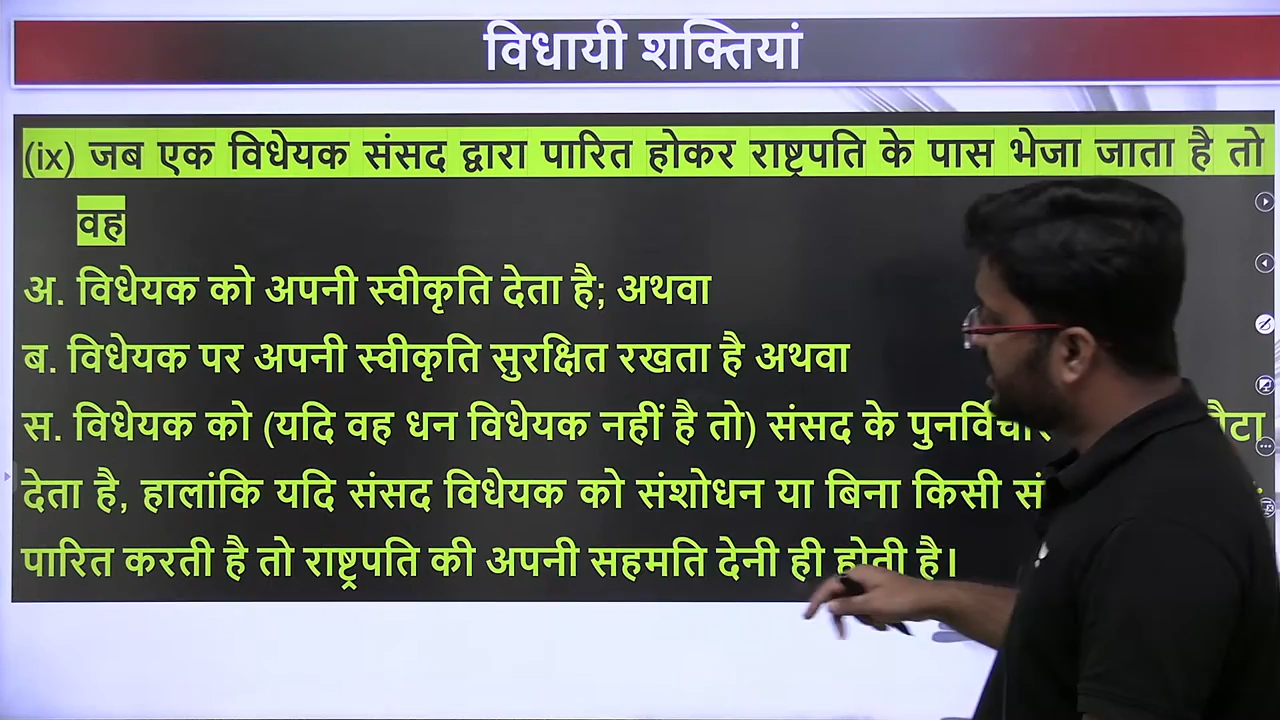 विधायी शक्तियां
(ix) जब एक विधेयक संसद द्वारा पारित होकर राष्ट्रपति के पास भेजा जाता है तो
वह
अ. विधेयक को अपनी स्वीकृति देता है; अथवा
ब. विधेयक पर अपनी स्वीकृति सुरक्षित रखता है अथवा
स. विधेयक को (यदि वह धन विधेयक नहीं है तो) संसद के
देता है, हालांकि यदि संसद विधेयक को संशोधन या बिना किसी
पारित करती है तो राष्ट्रपति की अपनी सहमति देनी ही होती है।